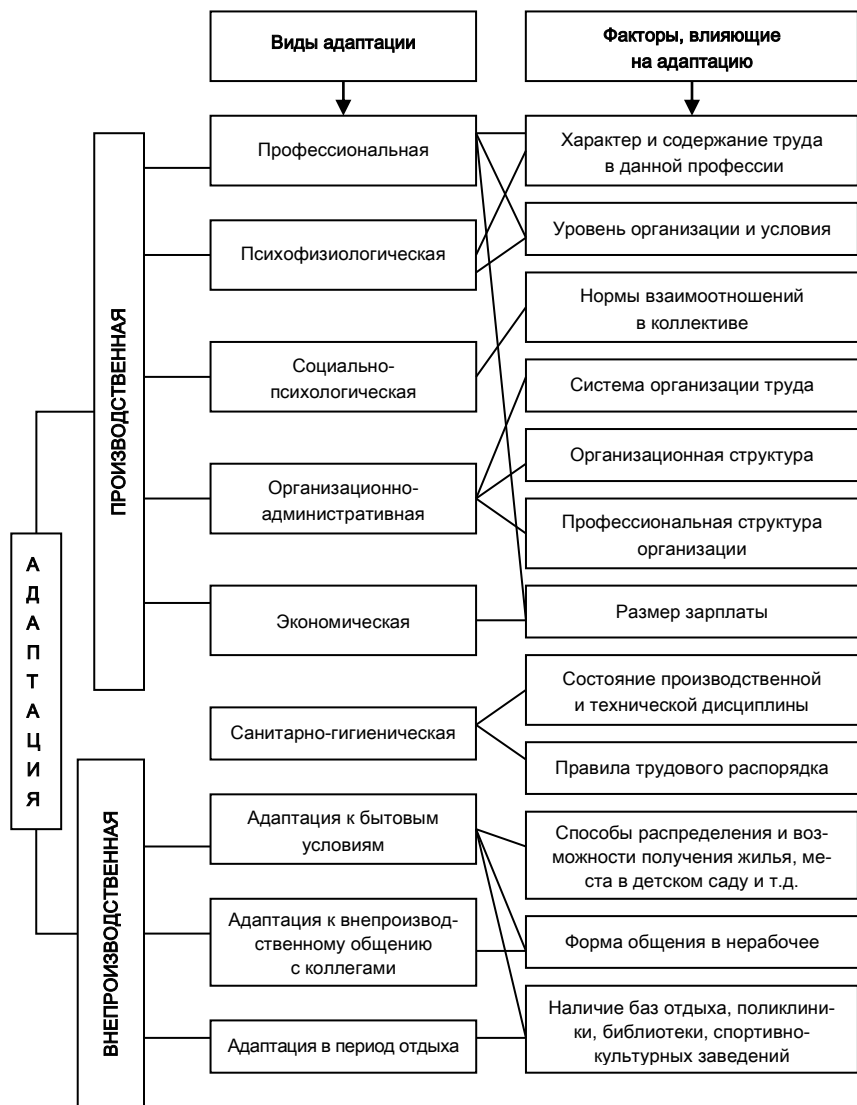 Виды адаптации
Факторы, влияющие
на адаптацию
АДАПТАЦИЯ
ПРОИЗВОДСТВЕННАЯ
Профессиональная
Психофизиологическая
Социально-
психологическая
Организационно-
административная
Экономическая
Санитарно-гигиеническая
ВНЕПРОИЗВОДСТВЕННАЯ
Адаптация к бытовым
условиям
Адаптация к внепроизвод-
ственному общению
с коллегами
Адаптация в период отдыха
Характер и содержание труда
в данной профессии
Уровень организации и условия
Нормы взаимоотношений
в коллективе
Система организации труда
Организационная структура
Профессиональная структура
организации
Размер зарплаты
Состояние производственной
и технической дисциплины
Правила трудового распорядка
Способы распределения и воз-
можности получения жилья, ме-
ста в детском саду и т.д.
Форма общения в нерабочее
Наличие баз отдыха, поликлини-
ки, библиотеки, спортивно-
культурных заведений